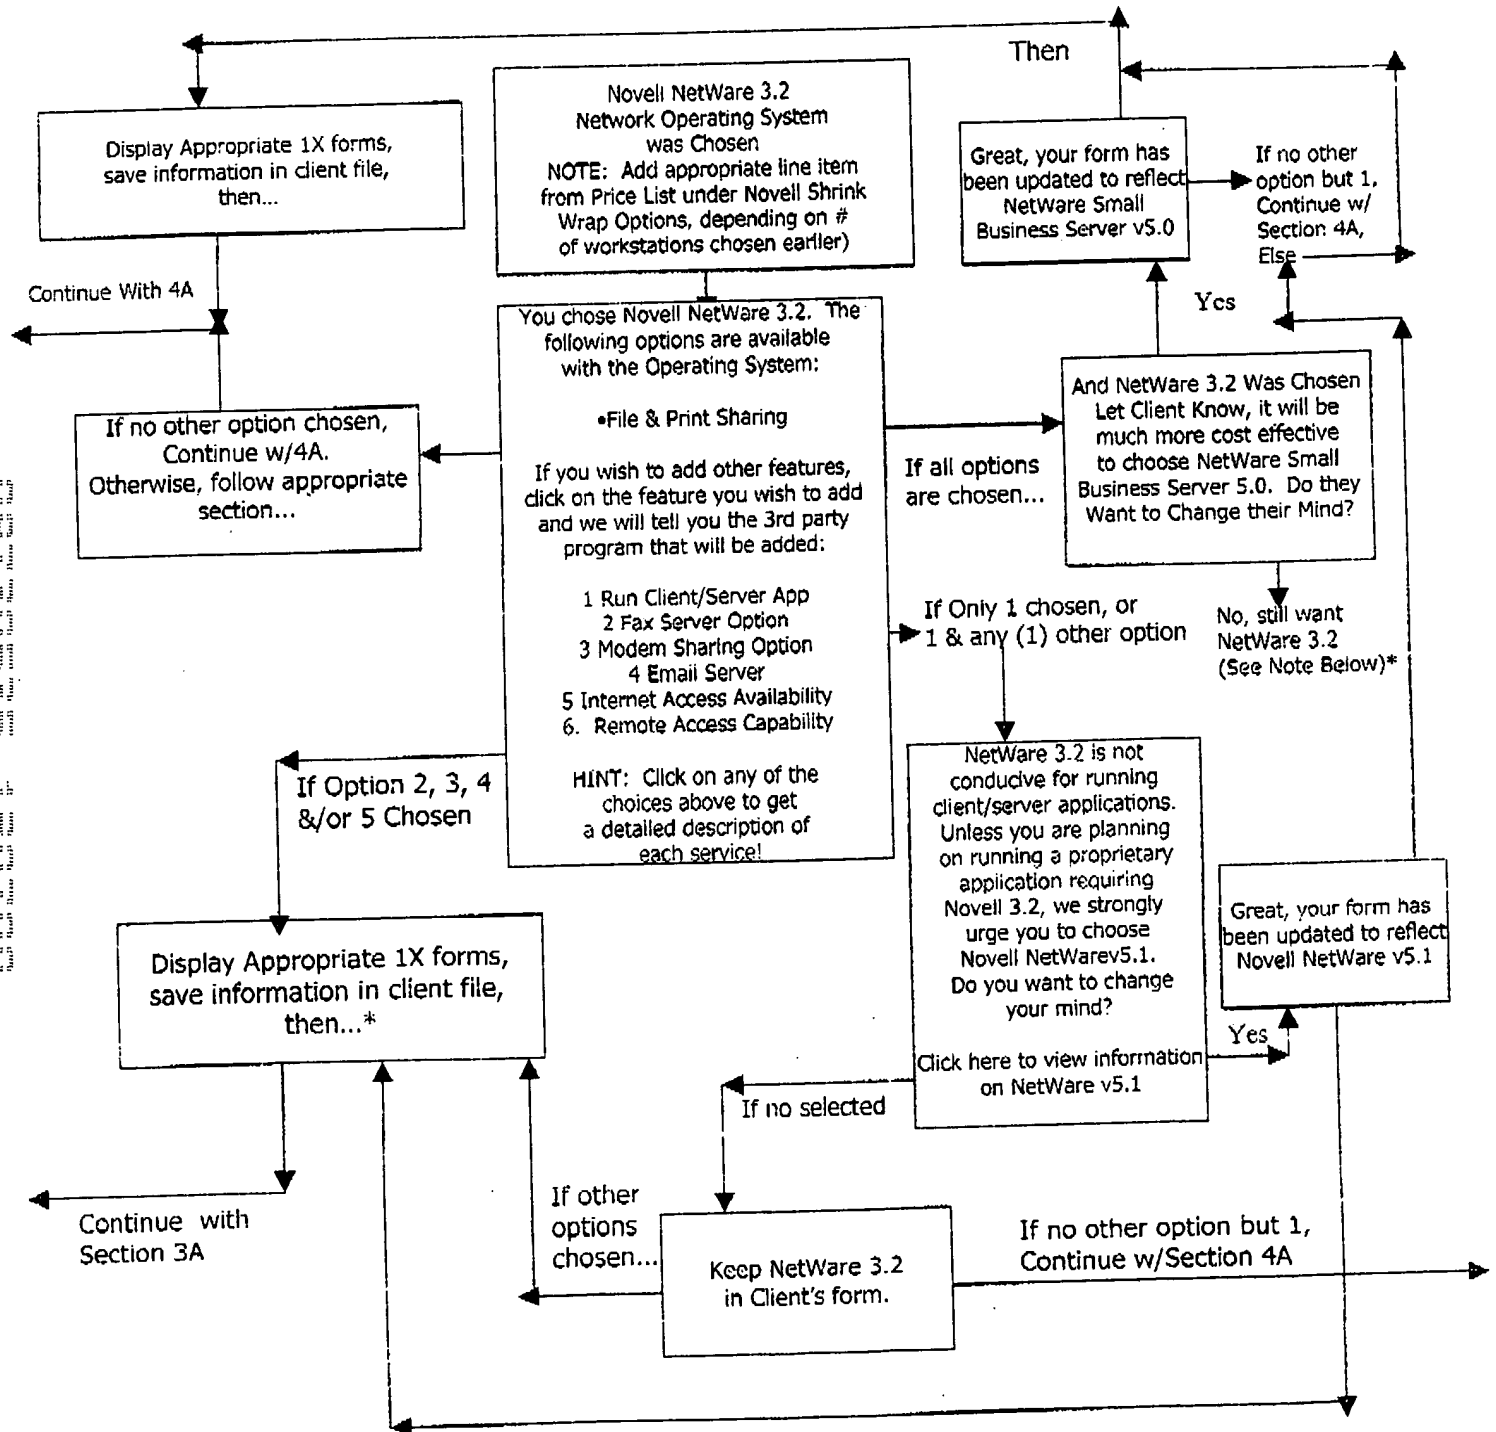 Then
Novell NetWare 3.2
Network Operating System
was Chosen
NOTE: Add appropriate line item
from Price List under Novell Shrink
Wrap Options, depending on #
of workstations chosen earlier)
Display Appropriate 1X forms,
save information in client file,
then...
Great, your form has
been updated to reflect
NetWare Small
Business Server v5.0
If no other
option but 1,
Continue w/
Section 4A,
Else
Continue With 4A
Yes
You chose Novell NetWare 3.2. The
following options are available
with the Operating System:
•File & Print Sharing
If you wish to add other features,
click on the feature you wish to add
and we will tell you the 3rd party
program that will be added:
1 Run Client/Server App
2 Fax Server Option
3 Modem Sharing Option
4 Email Server
5 Internet Access Availability
6. Remote Access Capability
HINT: Click on any of the
choices above to get
a detailed description of
each service!
And NetWare 3.2 Was Chosen
Let Client Know, it will be
much more cost effective
to choose NetWare Small
Business Server 5.0. Do they
Want to Change their Mind?
If no other option chosen,
Continue w/4A.
Otherwise, follow appropriate
section...
If all options
are chosen...
If Only 1 chosen, or
1 & any (1) other option
No, still want
NetWare 3.2
(See Note Below)*
If Option 2, 3, 4
&/or 5 Chosen
NetWare 3.2 is not
conducive for running
client/server applications.
Unless you are planning
on running a proprietary
application requiring
Novell 3.2, we strongly
urge you to choose
Novell NetWarev5.1.
Do you want to change
your mind?
Click here to view information
on NetWare v5.1
Great, your form has
been updated to reflect
Novell NetWare v5.1
Yes
Display Appropriate 1X forms,
save information in client file,
then...*
If no selected
Continue with
Section 3A
If other
options
chosen...
Keep NetWare 3.2
in Client's form.
If no other option but 1,
Continue w/Section 4A